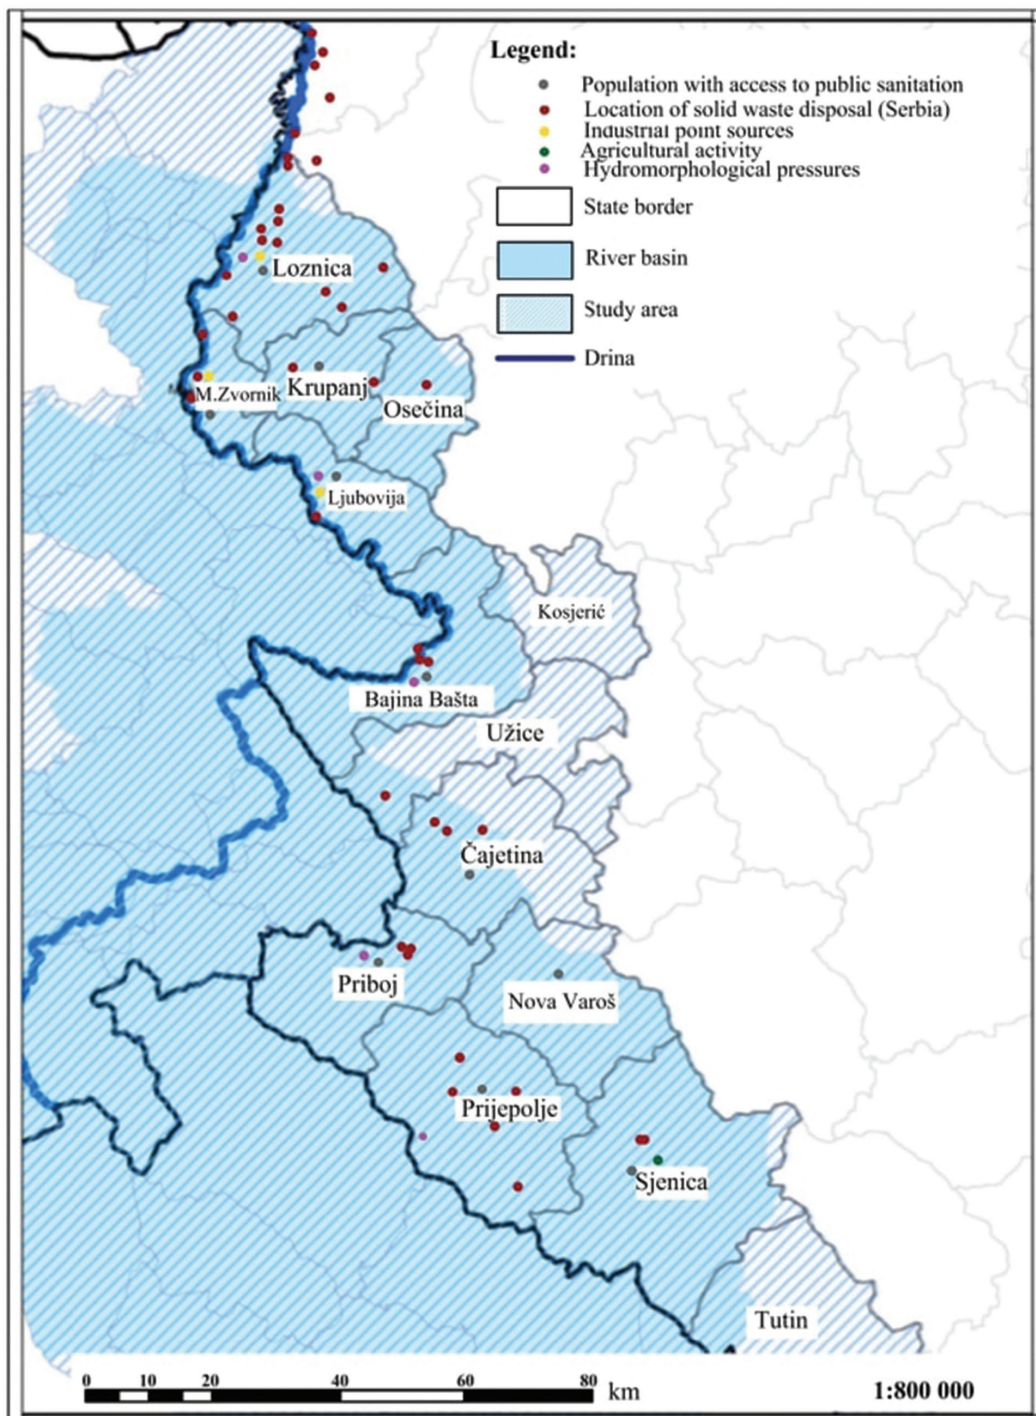 Legend:
Population with access to public sanitation
Location of solid waste disposal (Serbia)
Industrial point sources
Agricultural activity
Hydromorphological pressures
State border
River basin
Study area
Drina
Loznica
M.Zvornik
Krupanj
Osečina
Ljubovija
Kosjerić
Bajina Bašta
Užice
Čajetina
Priboj
Nova Varoš
Prijepolje
Sjenica
Tutin
0 10 20 40 60 80 km
1:800 000